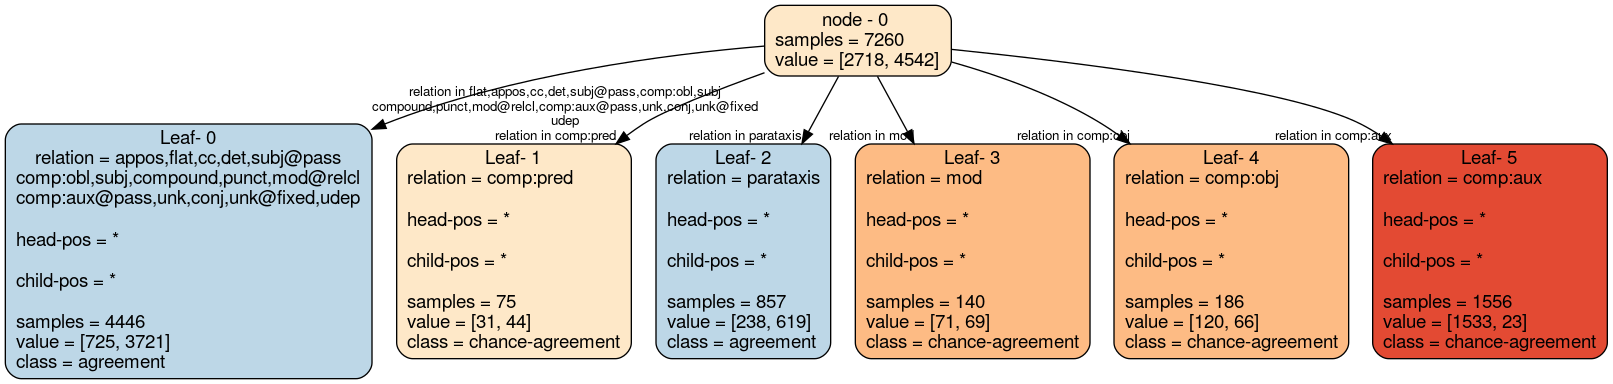 node - 0
samples = 7260
value = [2718, 4542]
relation in flat,appos,cc,det,subj@pass,comp:obl,subj
compound,punct,mod@relcl,comp:aux@pass,unk,conj,unk@fixed
udep
relation in comp:pred
relation in parataxis
relation in mod
relation in comp:obj
relation in comp:aux
Leaf- 0
relation = appos,flat,cc,det,subj@pass
comp:obl,subj,compound,punct,mod@relcl
comp:aux@pass,unk,conj,unk@fixed,udep
head-pos = *
child-pos = *
samples = 4446
value = [725, 3721]
class = agreement
Leaf- 1
relation = comp:pred
head-pos = *
child-pos = *
samples = 75
value = [31, 44]
class = chance-agreement
Leaf- 2
relation = parataxis
head-pos = *
child-pos = *
samples = 857
value = [238, 619]
class = agreement
Leaf- 3
relation = mod
head-pos = *
child-pos = *
samples = 140
value = [71, 69]
class = chance-agreement
Leaf- 4
relation = comp:obj
head-pos = *
child-pos = *
samples = 186
value = [120, 66]
class = chance-agreement
Leaf- 5
relation = comp:aux
head-pos = *
child-pos = *
samples = 1556
value = [1533, 23]
class = chance-agreement